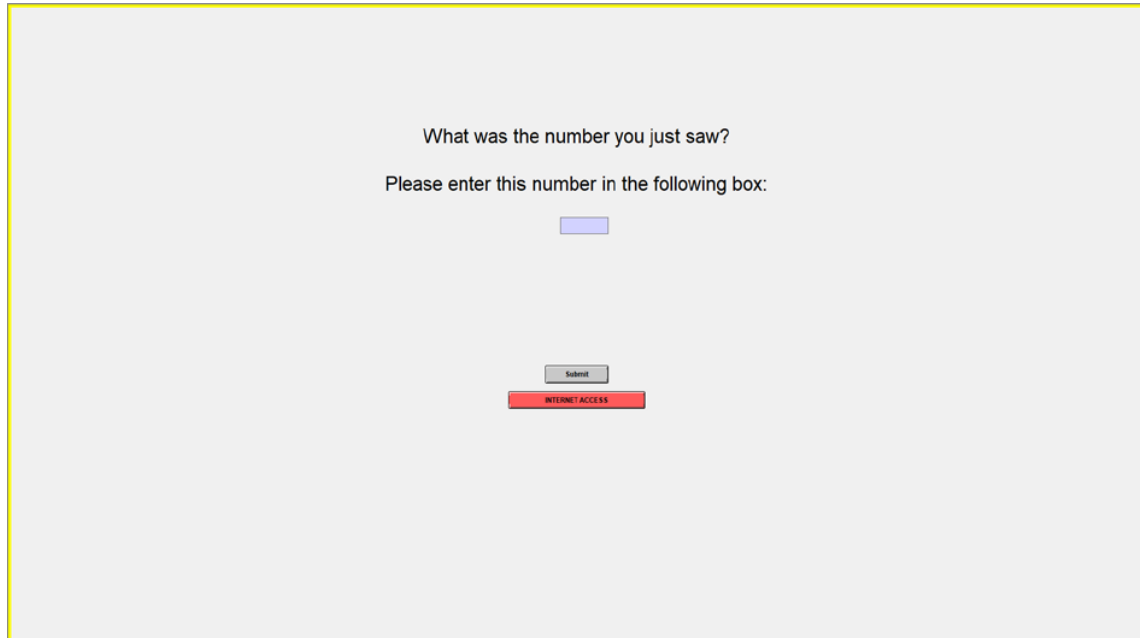 What was the number you just saw?
Please enter this number in the following box:
Submit
INTERNET ACCESS